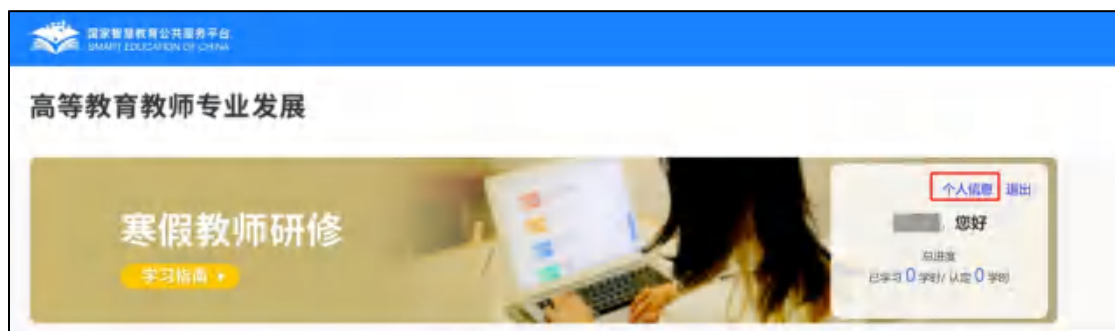 国家智慧教育公共服务平台
SMART EDUCATION OF CHINA
高等教育教师专业发展
寒假教师研修
学习指南
个人信息 退出
您好
总进度
已学习 0 学时/ 认定 0 学时